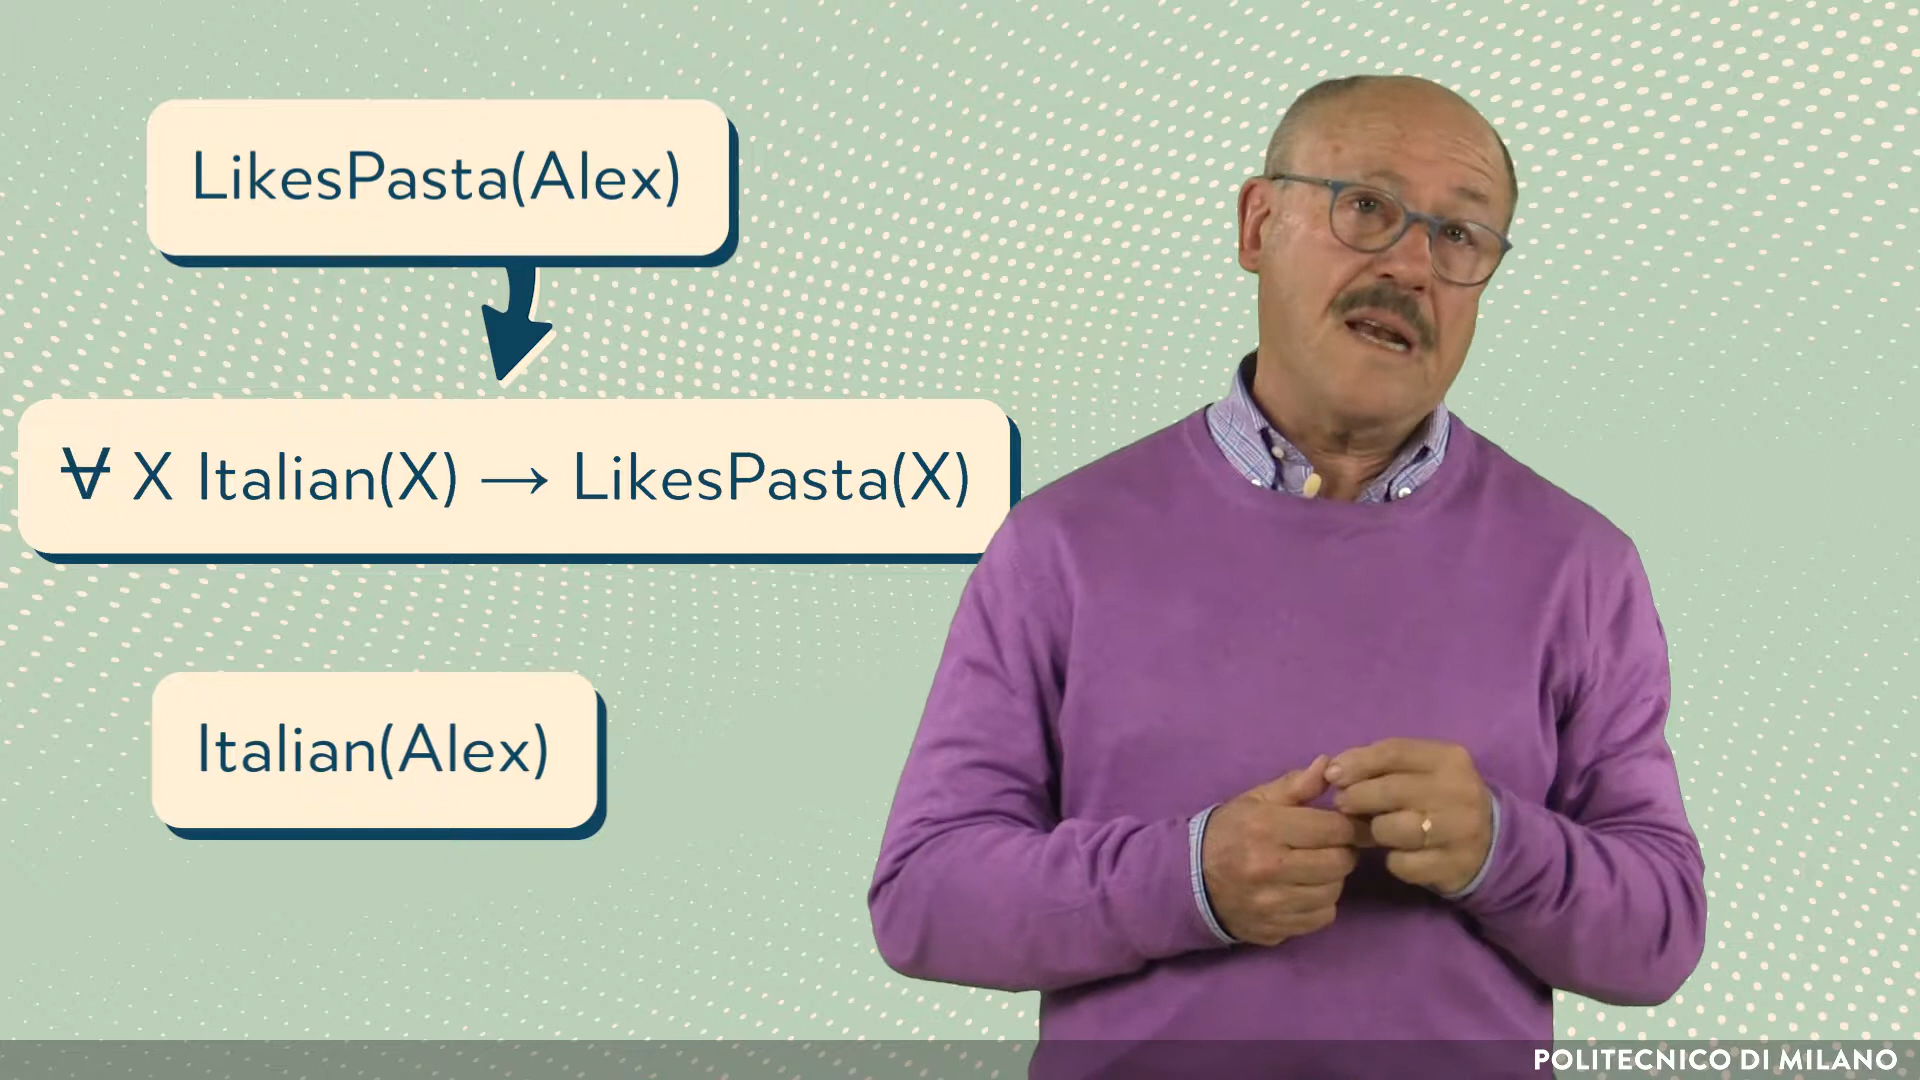 LikesPasta(Alex)
∀ X Italian(X) → LikesPasta(X)
Italian(Alex)
POLITECNICO DI MILANO